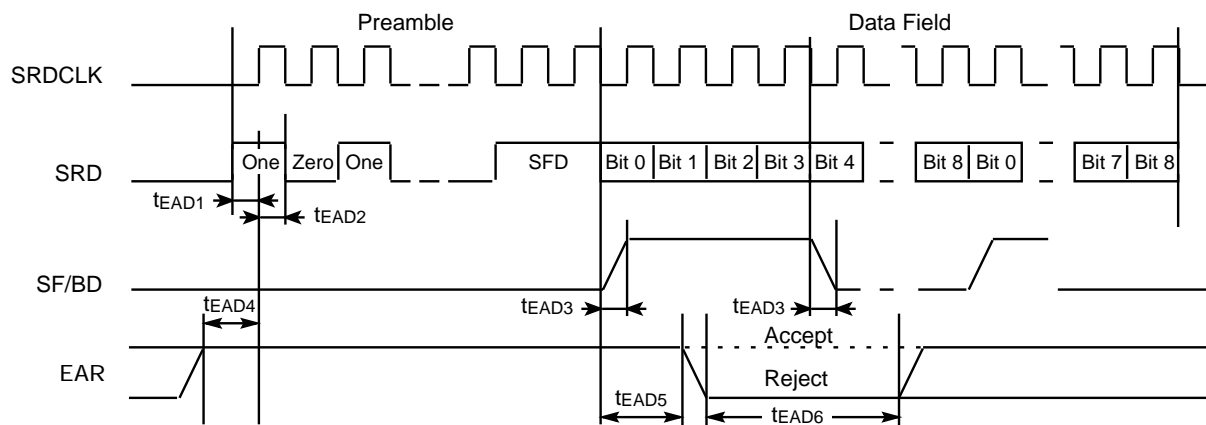 Preamble Data Field
SRDCLK
SRD One Zero One SFD Bit 0 Bit 1 Bit 2 Bit 3 Bit 4 Bit 8 Bit 0 Bit 7 Bit 8
tEAD1 tEAD2
SF/BD
tEAD4 tEAD3 tEAD3
Accept
EAR
Reject
tEAD5 tEAD6